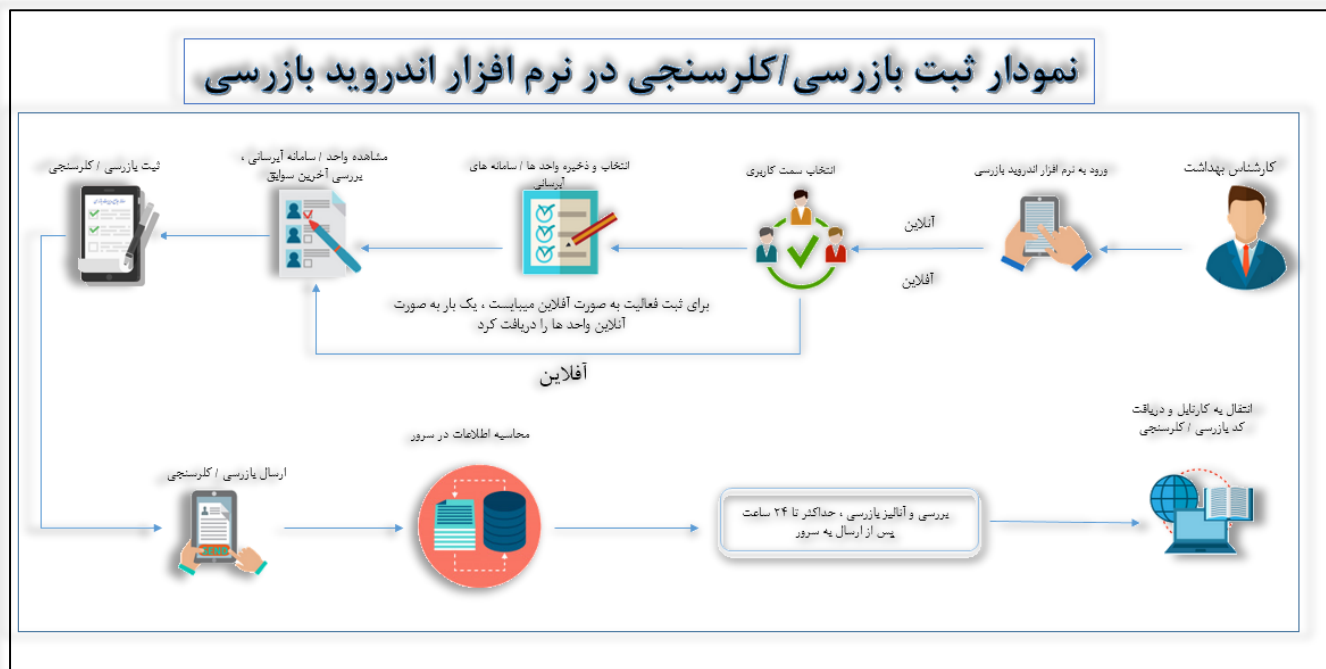 نمودار ثبت بازرسی/کلرسنجی در نرم افزار اندروید بازرسی
کارشناس بهداشت
ورود به نرم افزار اندروید بازرسی
آنلاین
آفلاین
انتخاب سمت کاربری
انتخاب و ذخیره واحد ها / سامانه های
آبرسانی
مشاهده واحد / سامانه آبرسانی ،
بررسی آخرین سوابق
ثبت بازرسی / کلرسنجی
برای ثبت فعالیت به صورت آفلاین میبایست ، یک بار به صورت
آنلاین واحد ها را دریافت کرد
آفلاین
ارسال بازرسی / کلرسنجی
SEND
محاسبه اطلاعات در سرور
بررسی و آنالیز بازرسی ، حداکثر تا ۲۴ ساعت
پس از ارسال به سرور
انتقال به کارتابل و دریافت
کد بازرسی / کلرسنجی